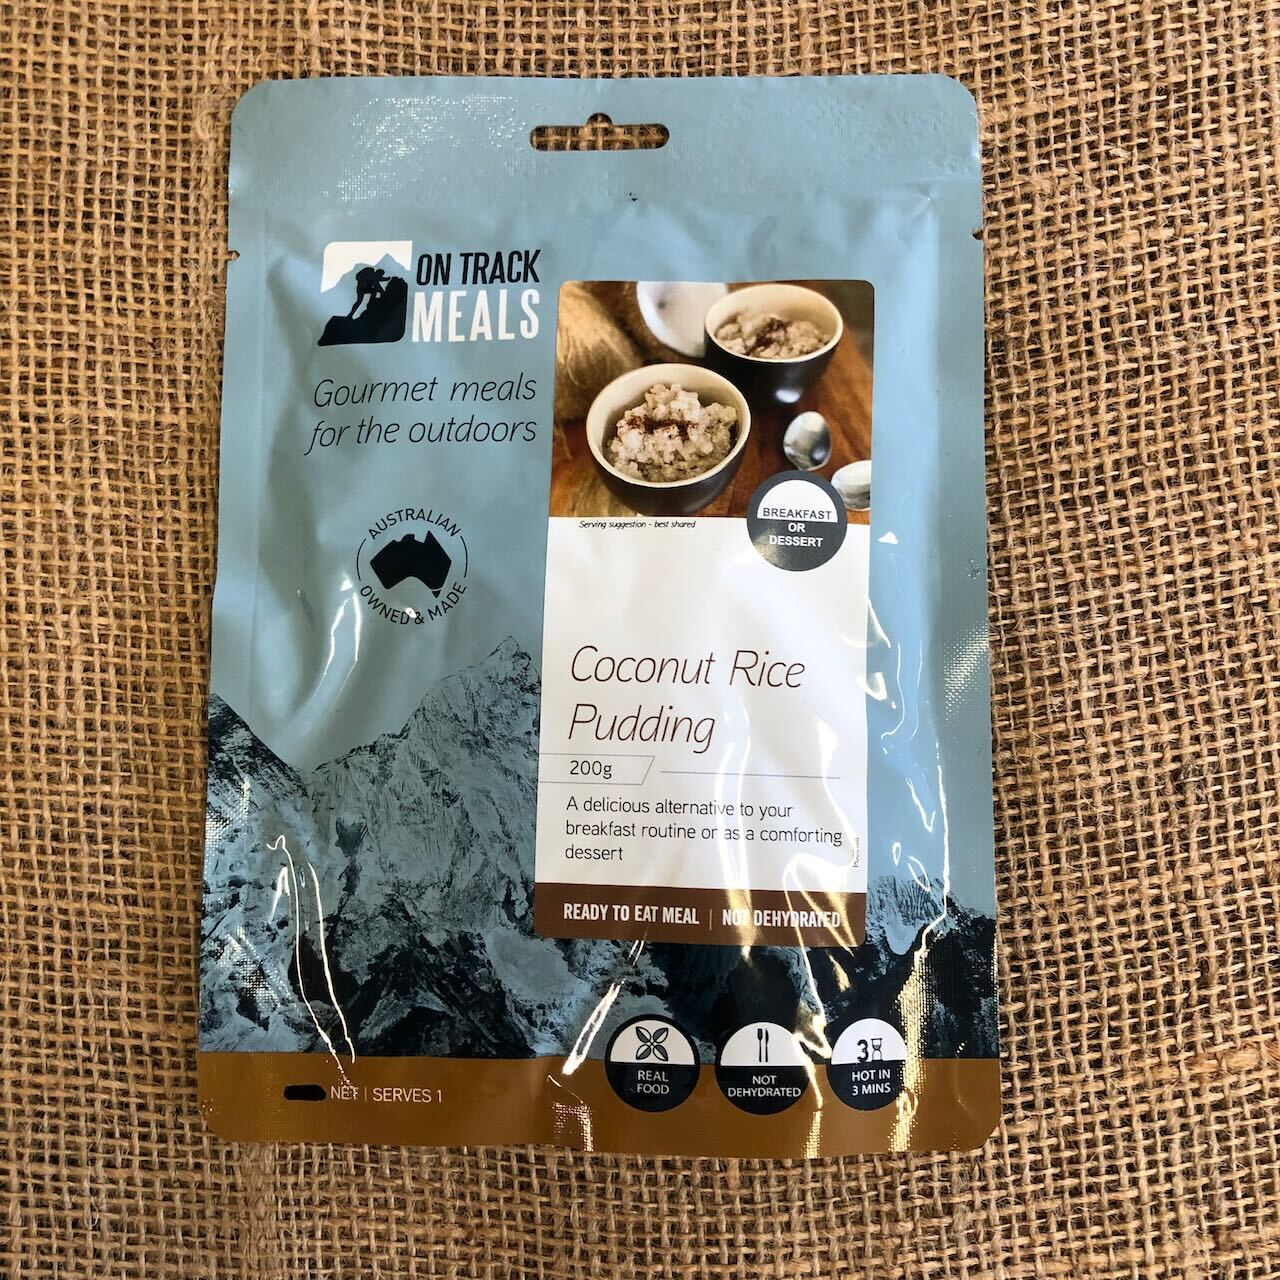 ON TRACK
MEALS
Gourmet meals
for the outdoors
AUSTRALIAN
OWNED & MADE
Serving suggestion - best shared
BREAKFAST
OR
DESSERT
Coconut Rice
Pudding
200g
A delicious alternative to your
breakfast routine or as a comforting
dessert
READY TO EAT MEAL | NOT DEHYDRATED
NET | SERVES 1
REAL
FOOD
NOT
DEHYDRATED
3
HOT IN
3 MINS